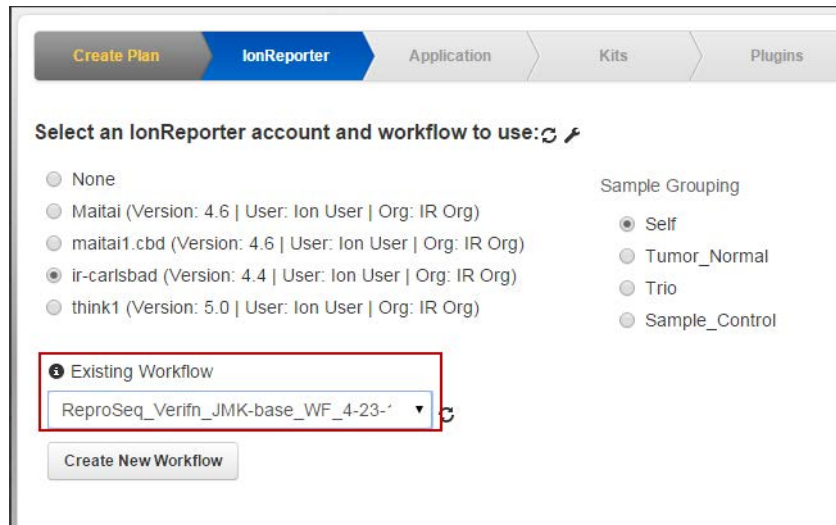 Create Plan
IonReporter
Application
Kits
Plugins
Select an IonReporter account and workflow to use:
None
Maitai (Version: 4.6 | User: Ion User | Org: IR Org)
maitai1.cbd (Version: 4.6 | User: Ion User | Org: IR Org)
ir-carlsbad (Version: 4.4 | User: Ion User | Org: IR Org)
think1 (Version: 5.0 | User: Ion User | Org: IR Org)
Sample Grouping
Self
Tumor_Normal
Trio
Sample_Control
Existing Workflow
ReproSeq_Verifn_JMK-base_WF_4-23-
Create New Workflow